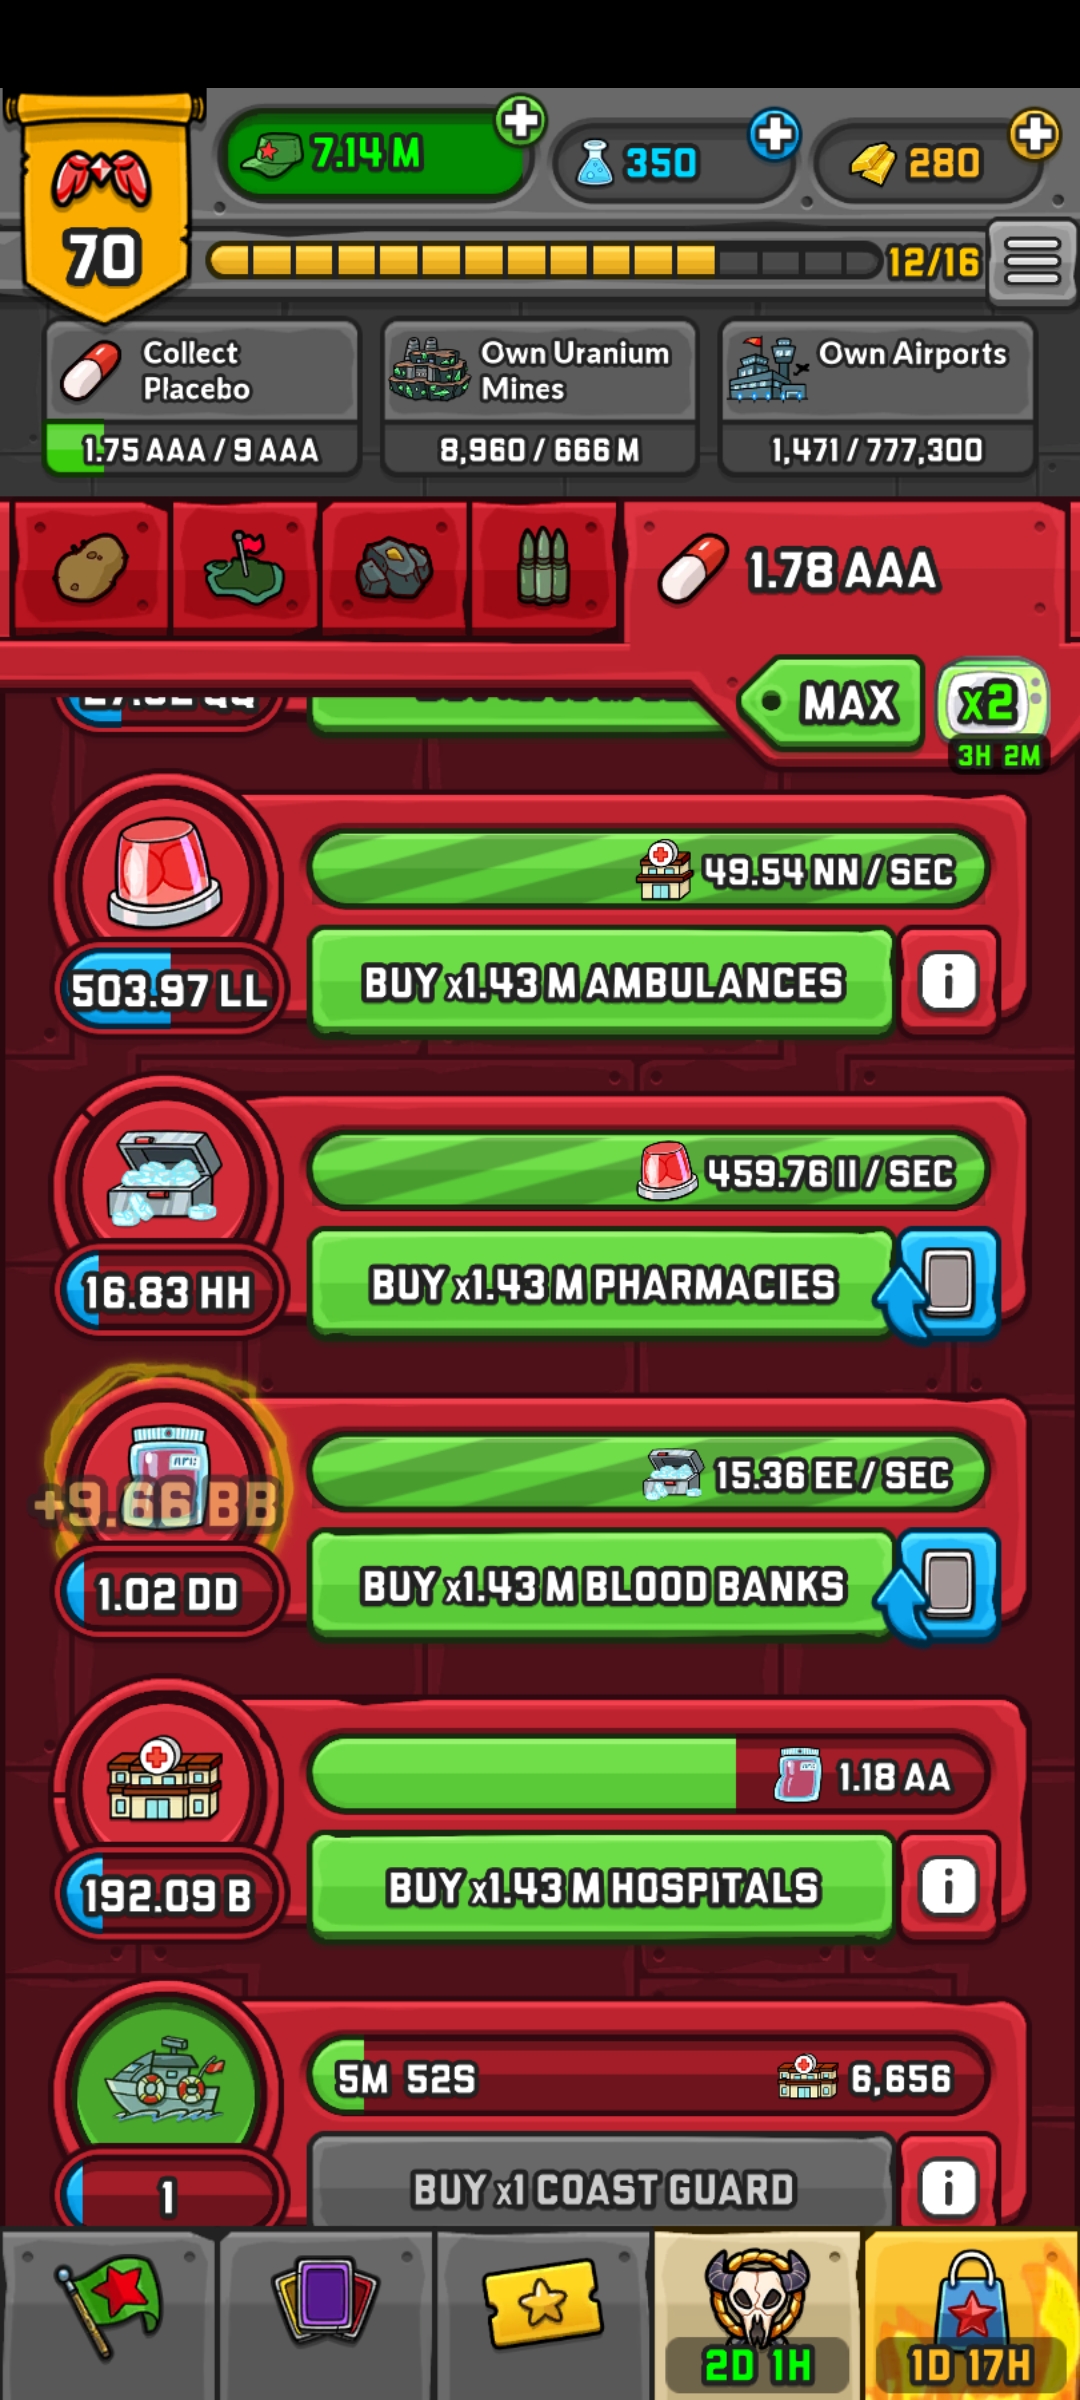 7.14 M
350
280
70
12/16
Collect
Placebo
1.75 AAA / 9 AAA
Own Uranium
Mines
8,960 / 666 M
Own Airports
1,471 / 777,300
1.78 AAA
MAX
x2
3H 2M
49.54 NN / SEC
503.97 LL
BUY x1.43 M AMBULANCES
459.76 II / SEC
16.83 HH
BUY x1.43 M PHARMACIES
15.36 EE / SEC
+9.66 BB
1.02 DD
BUY x1.43 M BLOOD BANKS
1.18 AA
192.09 B
BUY x1.43 M HOSPITALS
5M 52S
6,656
1
BUY x1 COAST GUARD
2D 1H
1D 17H